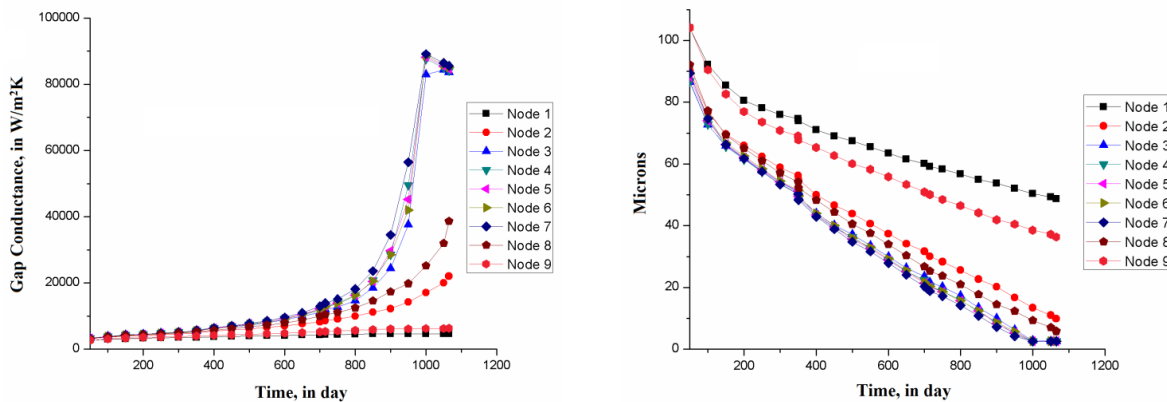 100000
80000
60000
40000
20000
0
Gap Conductance, in W/m²K
200 400 600 800 1000 1200
Time, in day
Node 1
Node 2
Node 3
Node 4
Node 5
Node 6
Node 7
Node 8
Node 9
100
80
60
40
20
0
Microns
200 400 600 800 1000 1200
Time, in day
Node 1
Node 2
Node 3
Node 4
Node 5
Node 6
Node 7
Node 8
Node 9